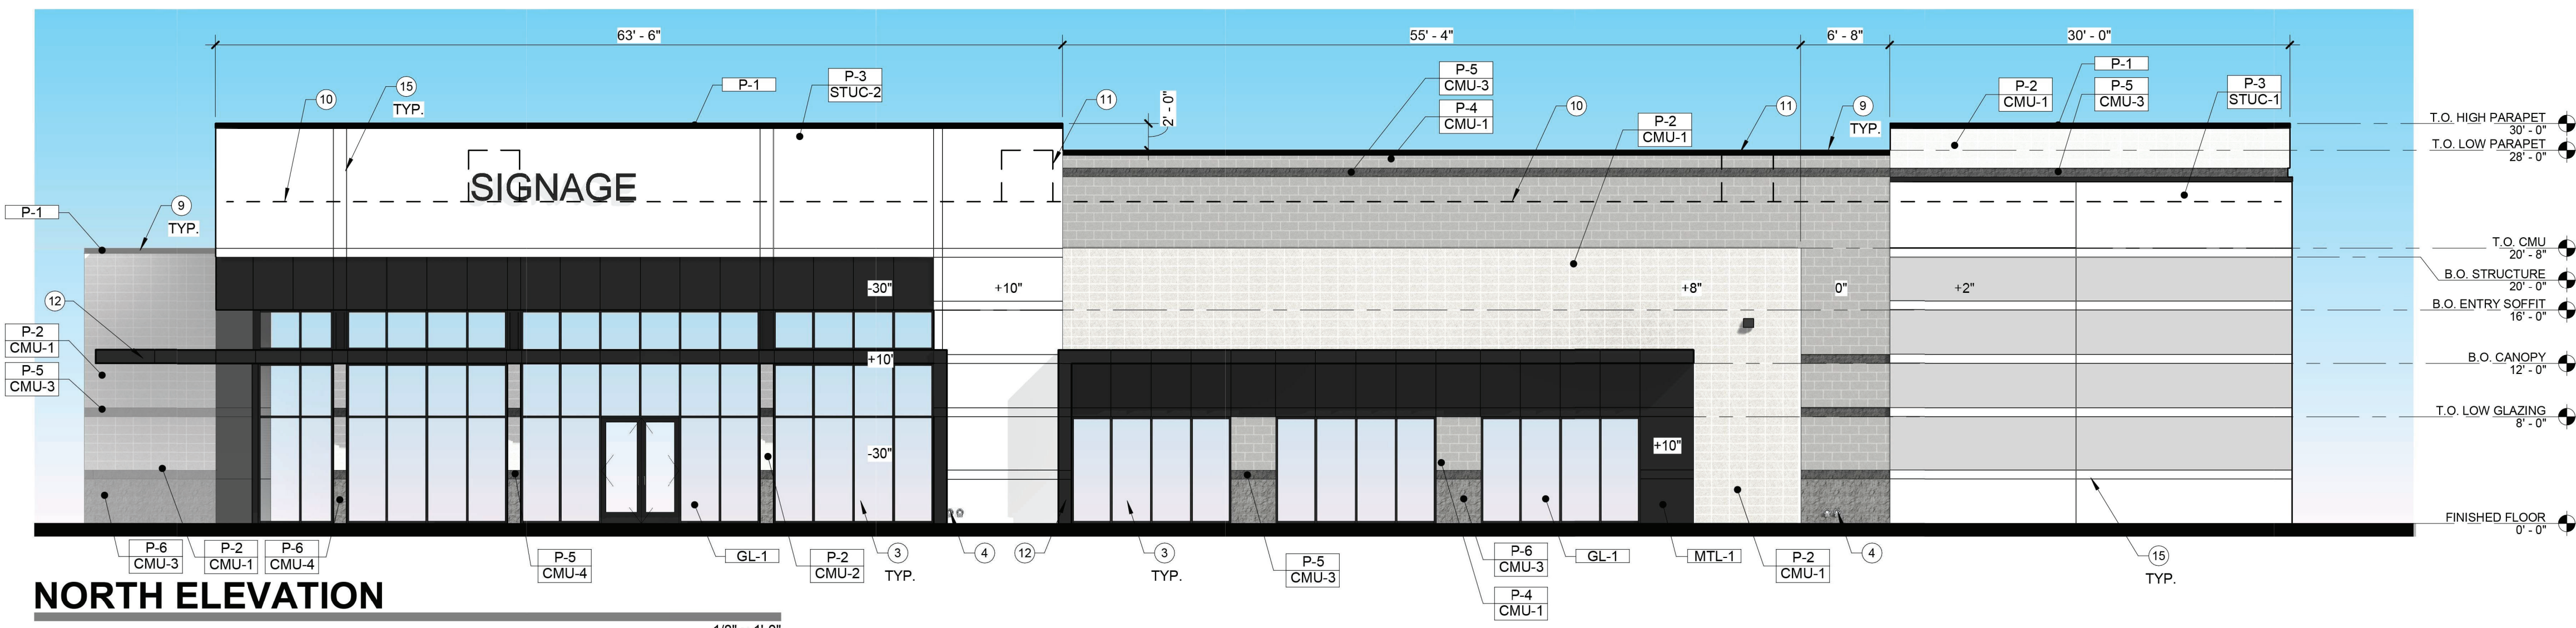 63' - 6"
55' - 4"
6' - 8"
30' - 0"
P-1
P-3
STUC-2
15
TYP.
10
11
2' - 0"
P-5
CMU-3
P-4
CMU-1
10
P-2
CMU-1
11
9
TYP.
P-1
P-2
CMU-1
P-5
CMU-3
P-3
STUC-1
T.O. HIGH PARAPET
30' - 0"
T.O. LOW PARAPET
28' - 0"
SIGNAGE
P-1
9
TYP.
T.O. CMU
20' - 8"
B.O. STRUCTURE
20' - 0"
-30"
+10"
+8"
0"
+2"
12
B.O. ENTRY SOFFIT
16' - 0"
P-2
CMU-1
+10'
B.O. CANOPY
12' - 0"
P-5
CMU-3
T.O. LOW GLAZING
8' - 0"
-30"
+10"
FINISHED FLOOR
0' - 0"
P-6
CMU-3
P-2
CMU-1
P-6
CMU-4
P-5
CMU-4
GL-1
P-2
CMU-2
3
TYP.
4
12
3
TYP.
P-5
CMU-3
P-6
CMU-3
P-4
CMU-1
GL-1
MTL-1
P-2
CMU-1
4
15
TYP.
NORTH ELEVATION